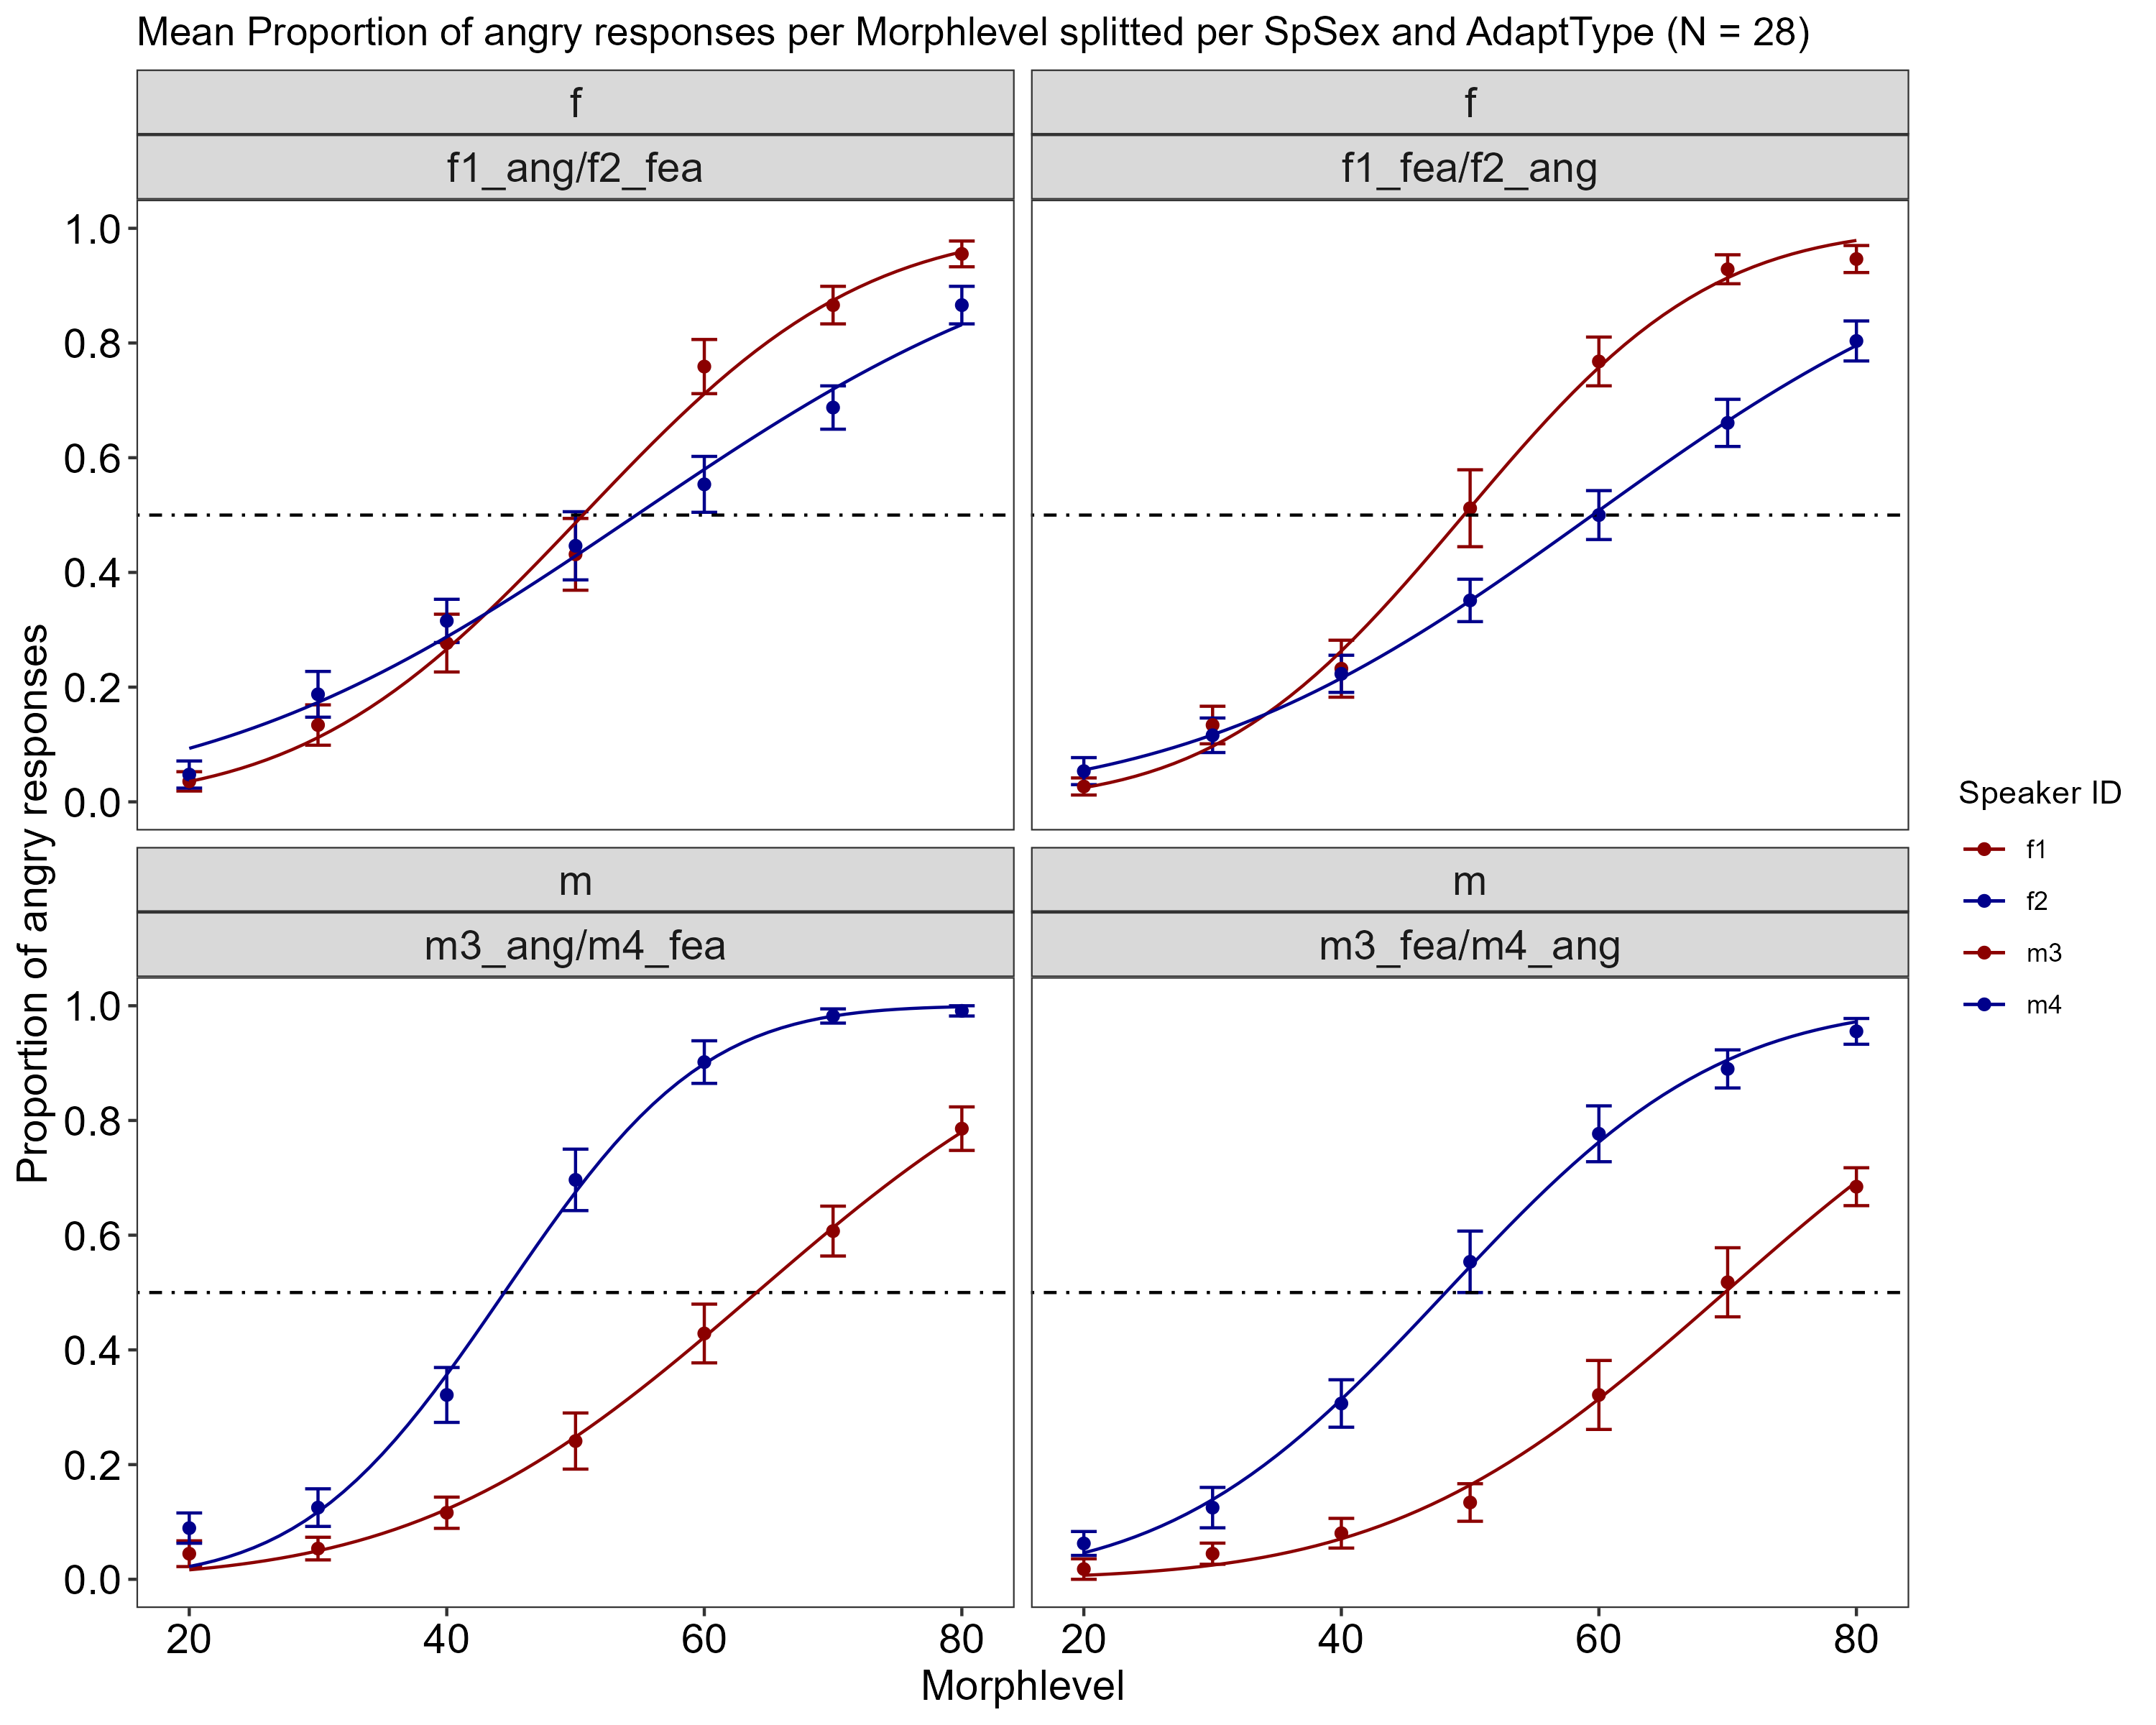 Mean Proportion of angry responses per Morphlevel splitted per SpSex and AdaptType (N = 28)
f
f
f1_ang/f2_fea
f1_fea/f2_ang
1.0
0.8
0.6
0.4
0.2
0.0
m
m
m3_ang/m4_fea
m3_fea/m4_ang
1.0
0.8
0.6
0.4
0.2
0.0
20 40 60 80
20 40 60 80
Morphlevel
Proportion of angry responses
Speaker ID
f1
f2
m3
m4